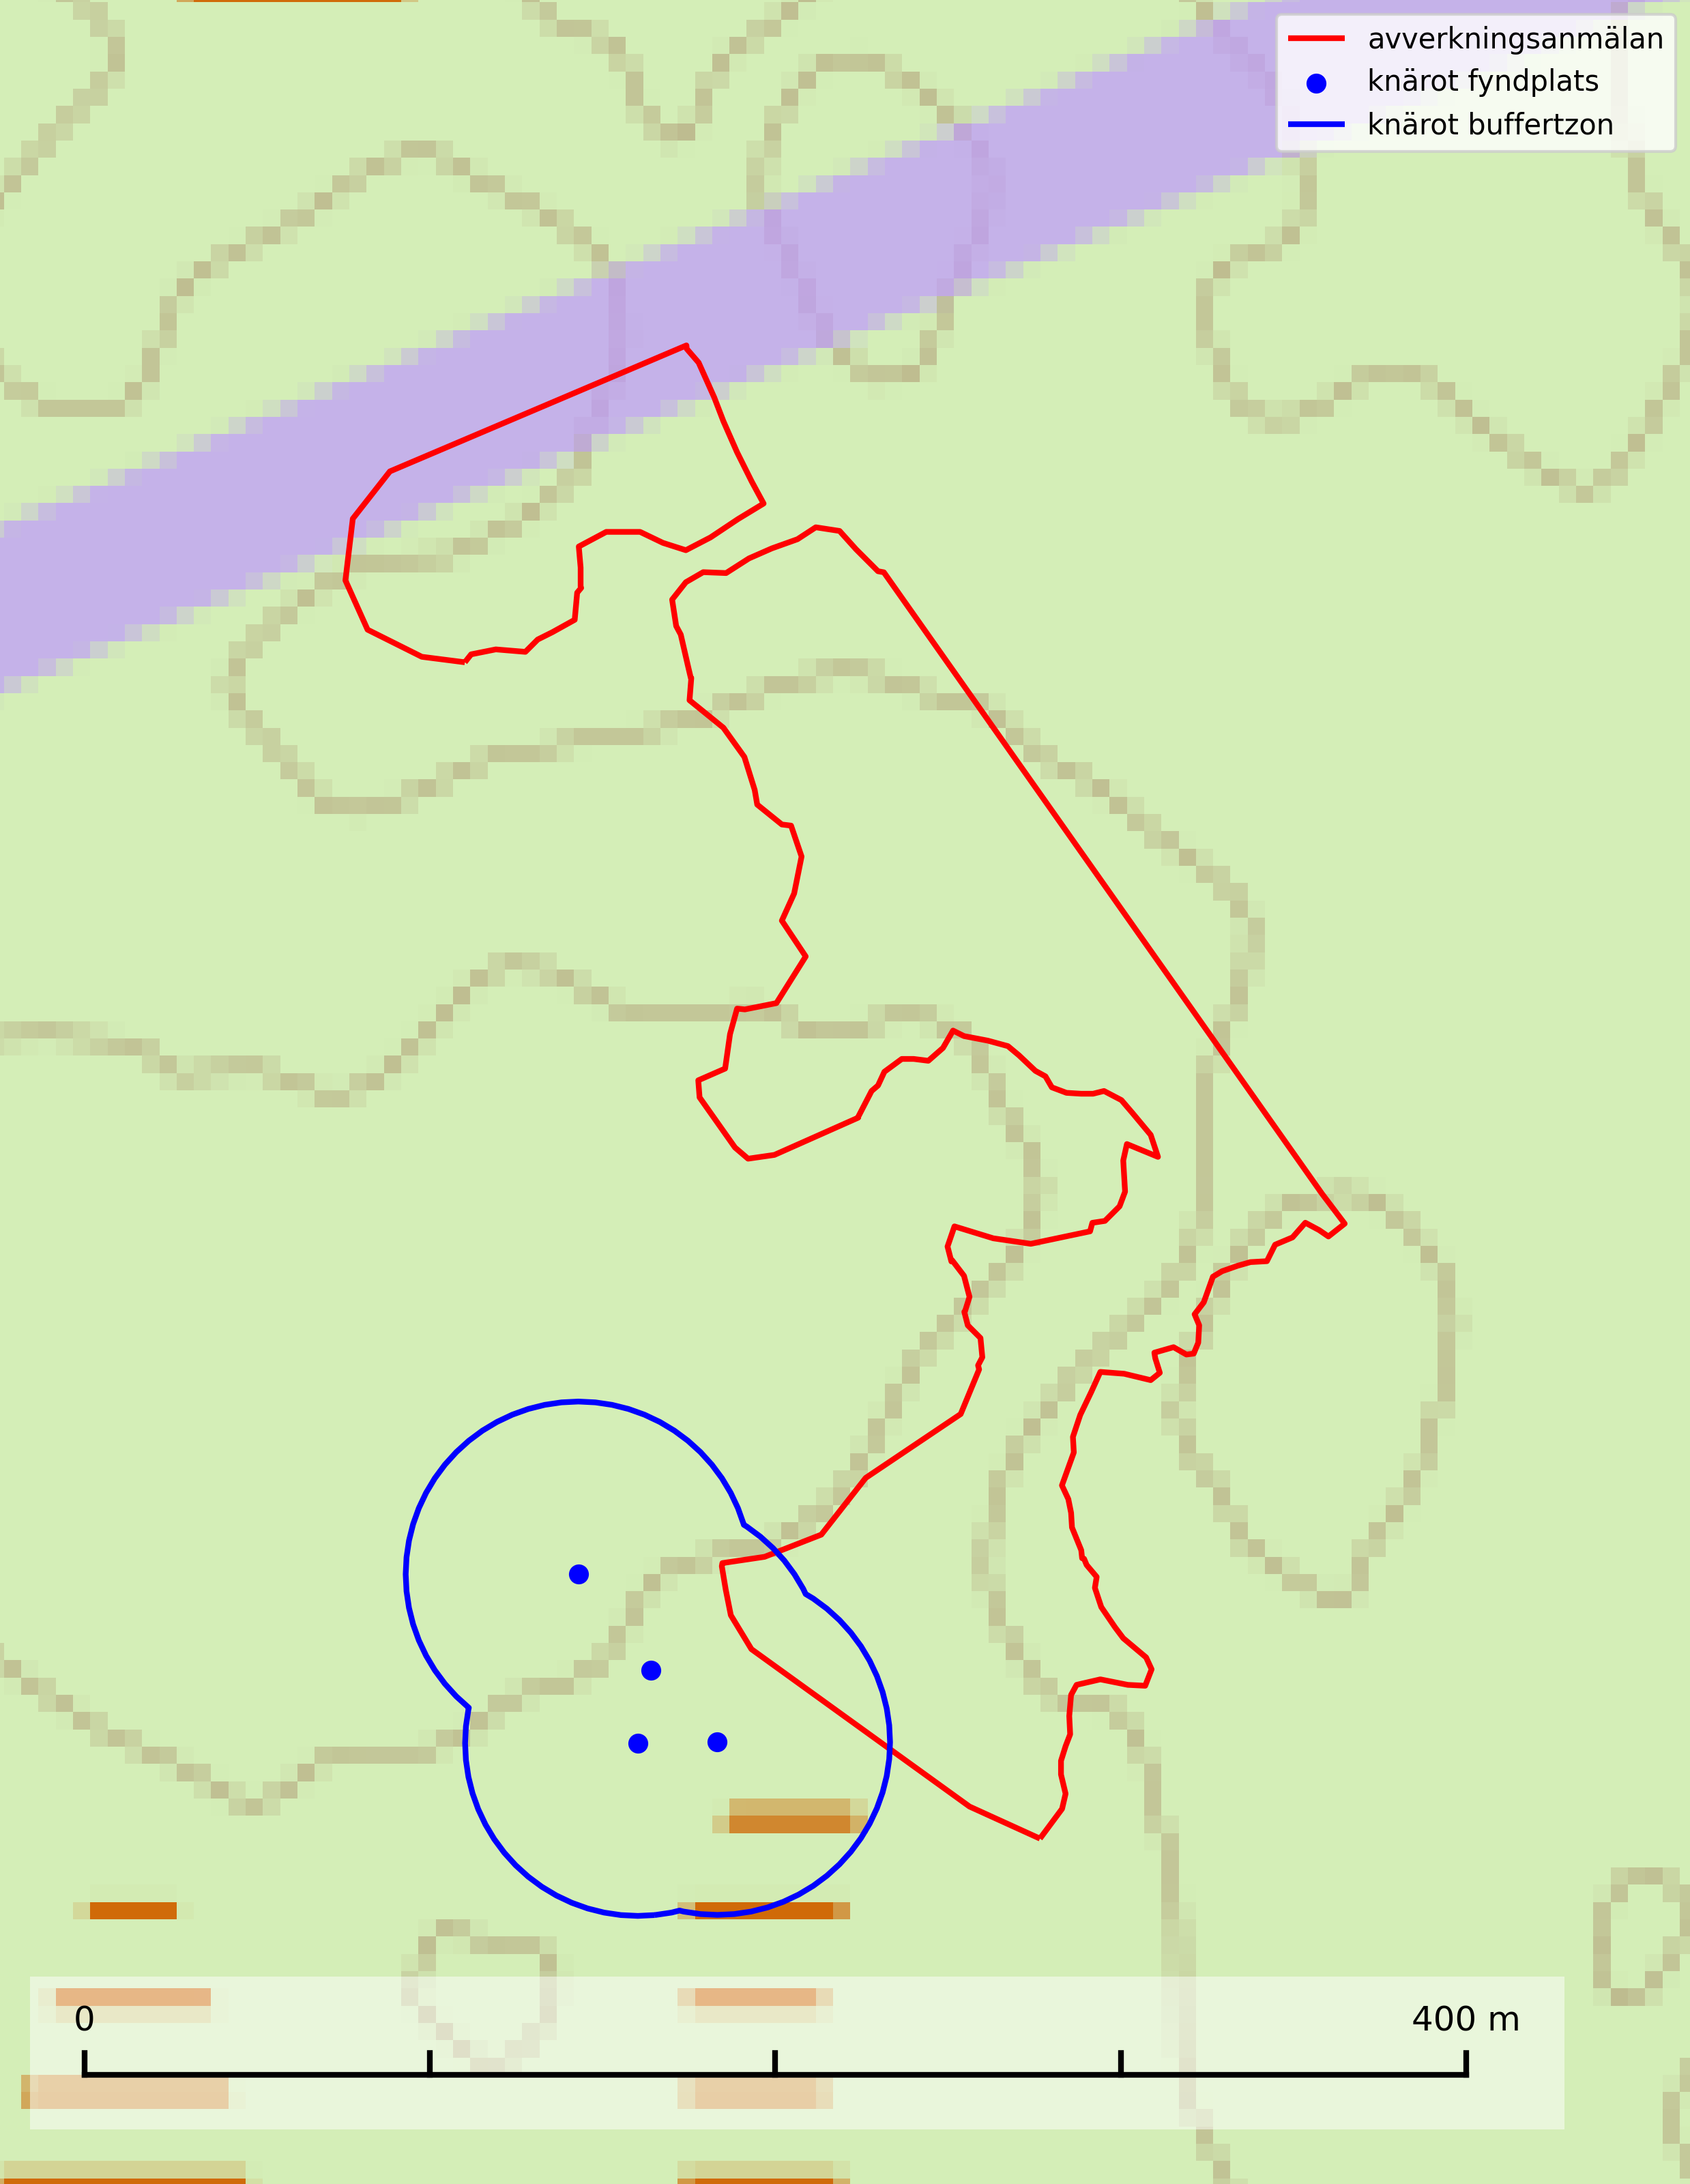 avverkningsanmälan
knärot fyndplats
knärot buffertzon
0
400 m